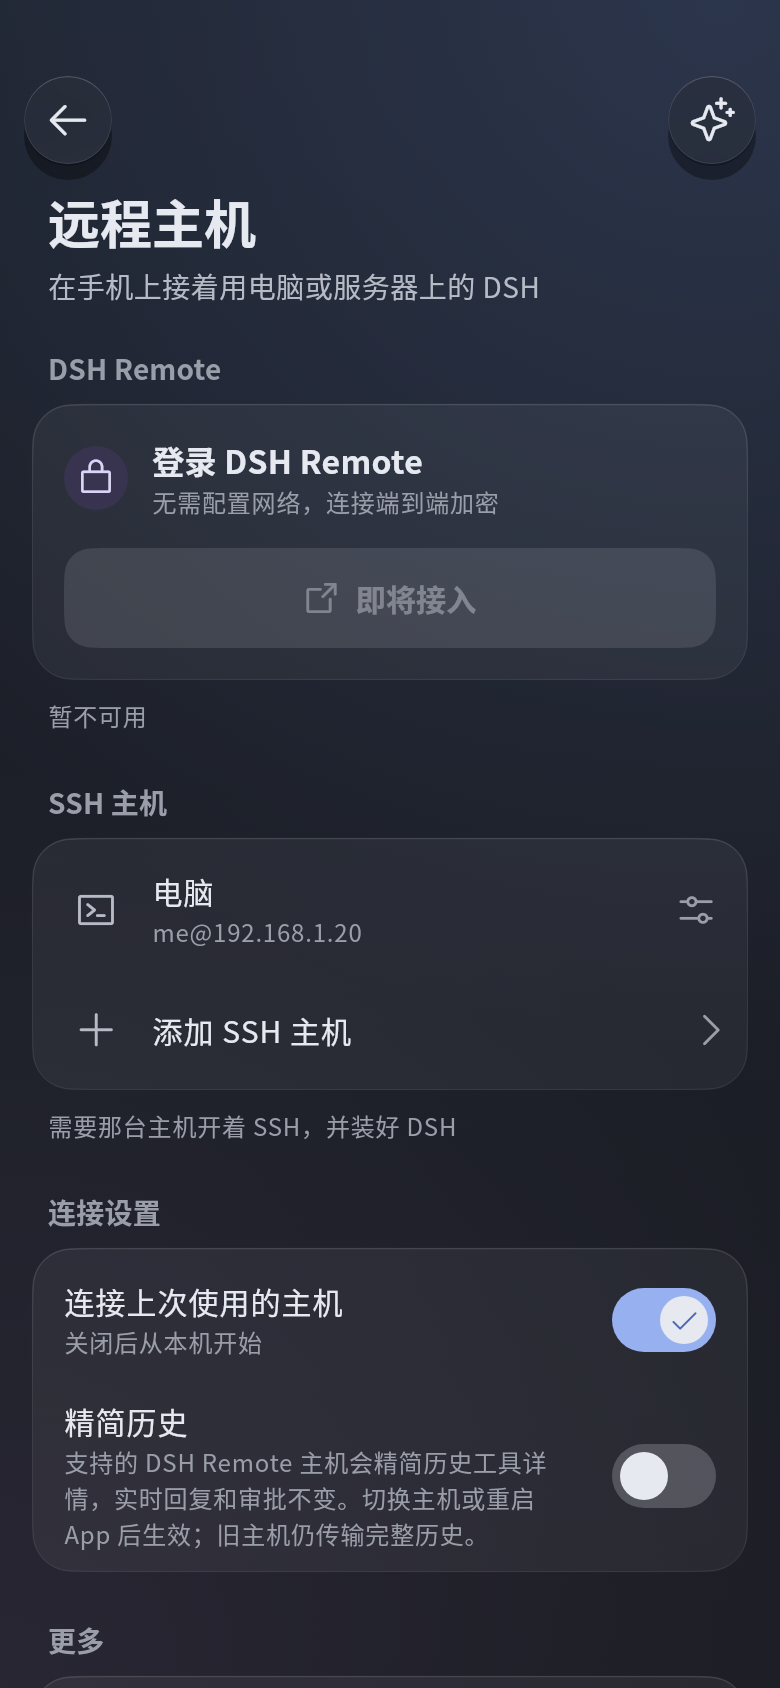 远程主机
在手机上接着用电脑或服务器上的 DSH
DSH Remote
登录 DSH Remote
无需配置网络，连接端到端加密
即将接入
暂不可用
SSH 主机
电脑
me@192.168.1.20
添加 SSH 主机
需要那台主机开着 SSH，并装好 DSH
连接设置
连接上次使用的主机
关闭后从本机开始
精简历史
支持的 DSH Remote 主机会精简历史工具详
情，实时回复和审批不变。切换主机或重启
App 后生效；旧主机仍传输完整历史。
更多